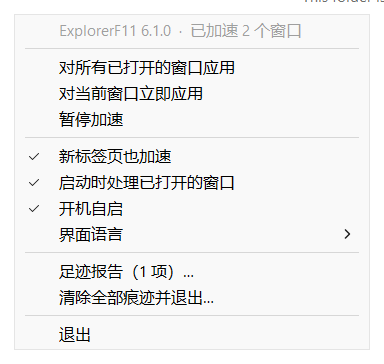 ExplorerF11 6.1.0 · 已加速 2 个窗口
对所有已打开的窗口应用
对当前窗口立即应用
暂停加速
新标签页也加速
启动时处理已打开的窗口
开机自启
界面语言
足迹报告（1 项）...
清除全部痕迹并退出...
退出